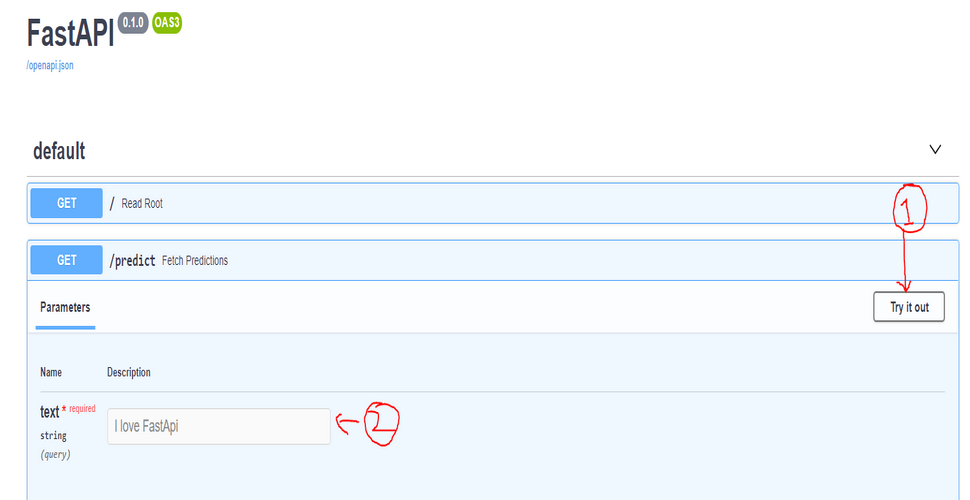 FastAPI 0.1.0 OAS3
/openapi.json
default
GET / Read Root
1
GET /predict Fetch Predictions
Parameters Try it out
Name Description
text * required
string
(query)
I love FastApi
2